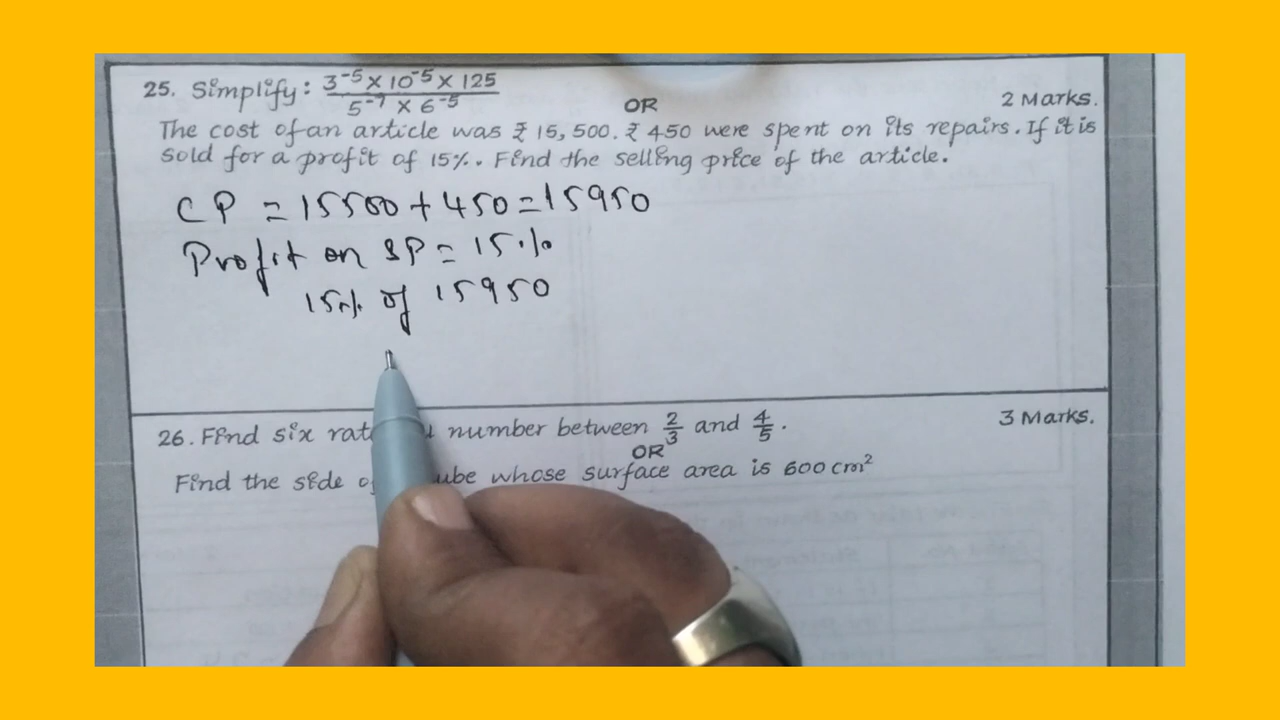 25. Simplify: 3⁻⁵ × 10⁻⁵ × 125 / 5⁻⁷ × 6⁻⁵
OR
2 Marks.
The cost of an article was ₹ 15,500. ₹ 450 were spent on its repairs. If it is
sold for a profit of 15%. Find the selling price of the article.
CP = 15500 + 450 = 15950
Profit on SP = 15%
15% of 15950
26. Find six number between 2/3 and 4/5.
3 Marks.
OR
Find the side whose surface area is 600 cm²